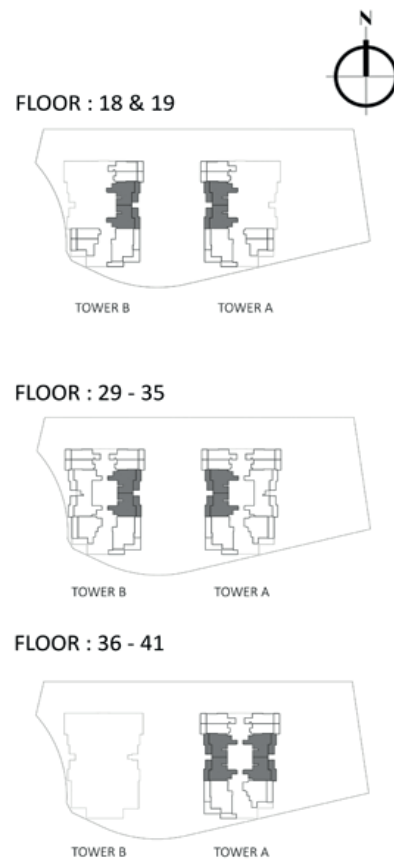 N
FLOOR : 18 & 19
TOWER B TOWER A
FLOOR : 29 - 35
TOWER B TOWER A
FLOOR : 36 - 41
TOWER B TOWER A